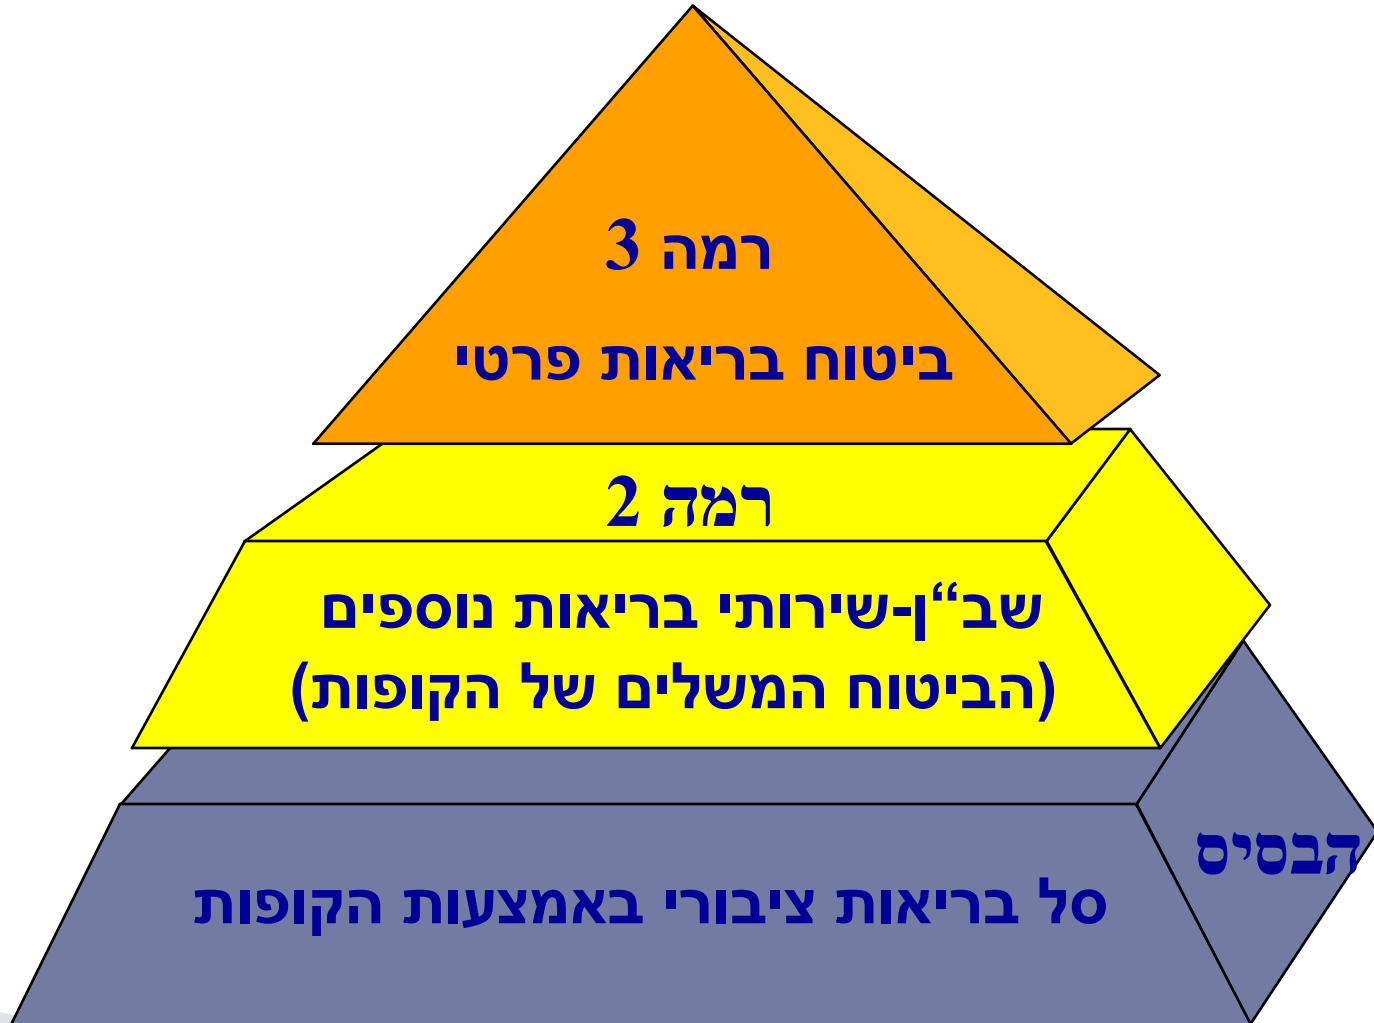 רמה 3
ביטוח בריאות פרטי
רמה 2
שב“ן-שירותי בריאות נוספים
(הביטוח המשלים של הקופות)
הבסיס
סל בריאות ציבורי באמצעות הקופות